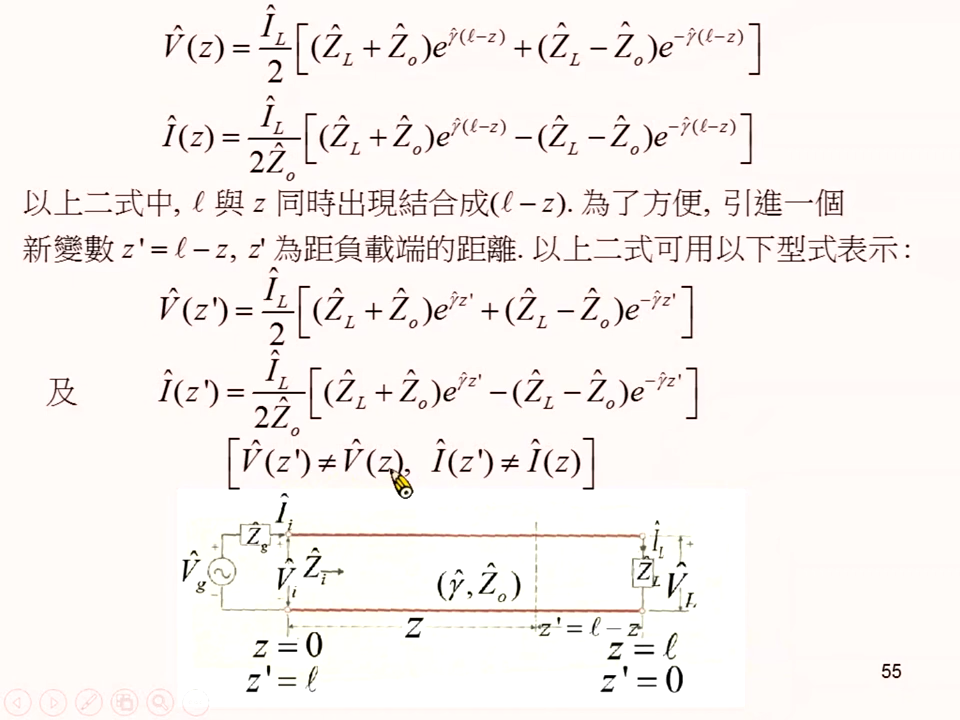 V̂(z) = Î_L/2 [(Ẑ_L + Ẑ_o)e^{γ̂(ℓ−z)} + (Ẑ_L − Ẑ_o)e^{−γ̂(ℓ−z)}]
Î(z) = Î_L/2Ẑ_o [(Ẑ_L + Ẑ_o)e^{γ̂(ℓ−z)} − (Ẑ_L − Ẑ_o)e^{−γ̂(ℓ−z)}]
以上二式中, ℓ 與 z 同時出現結合成(ℓ − z). 為了方便, 引進一個
新變數 z' = ℓ − z, z' 為距負載端的距離. 以上二式可用以下型式表示:
V̂(z') = Î_L/2 [(Ẑ_L + Ẑ_o)e^{γ̂z'} + (Ẑ_L − Ẑ_o)e^{−γ̂z'}]
及 Î(z') = Î_L/2Ẑ_o [(Ẑ_L + Ẑ_o)e^{γ̂z'} − (Ẑ_L − Ẑ_o)e^{−γ̂z'}]
[V̂(z') ≠ V̂(z), Î(z') ≠ Î(z)]
Î_i
Ẑ_g
Î_L
V̂_g
V̂_i
Ẑ_i
(γ̂, Ẑ_o)
Ẑ_L
V̂_L
z
z' = ℓ − z
z = 0
z = ℓ
z' = ℓ
z' = 0
55